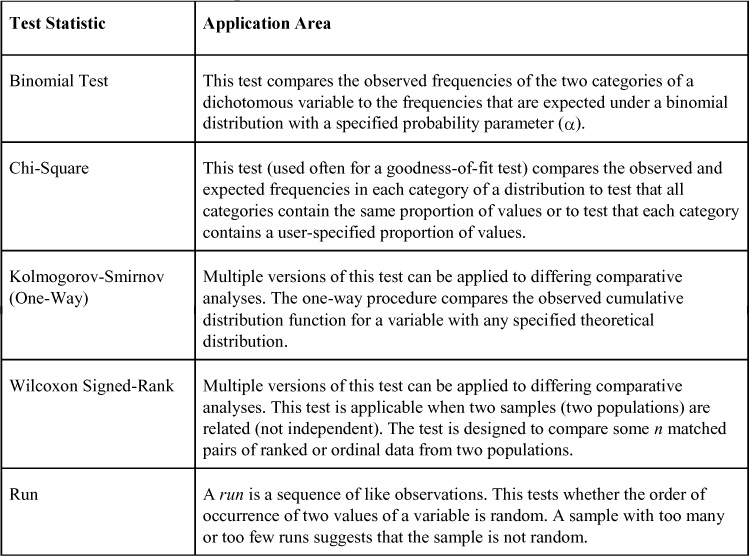 Test Statistic
Application Area
Binomial Test
This test compares the observed frequencies of the two categories of a
dichotomous variable to the frequencies that are expected under a binomial
distribution with a specified probability parameter (α).
Chi-Square
This test (used often for a goodness-of-fit test) compares the observed and
expected frequencies in each category of a distribution to test that all
categories contain the same proportion of values or to test that each category
contains a user-specified proportion of values.
Kolmogorov-Smirnov
(One-Way)
Multiple versions of this test can be applied to differing comparative
analyses. The one-way procedure compares the observed cumulative
distribution function for a variable with any specified theoretical
distribution.
Wilcoxon Signed-Rank
Multiple versions of this test can be applied to differing comparative
analyses. This test is applicable when two samples (two populations) are
related (not independent). The test is designed to compare some n matched
pairs of ranked or ordinal data from two populations.
Run
A run is a sequence of like observations. This tests whether the order of
occurrence of two values of a variable is random. A sample with too many
or too few runs suggests that the sample is not random.